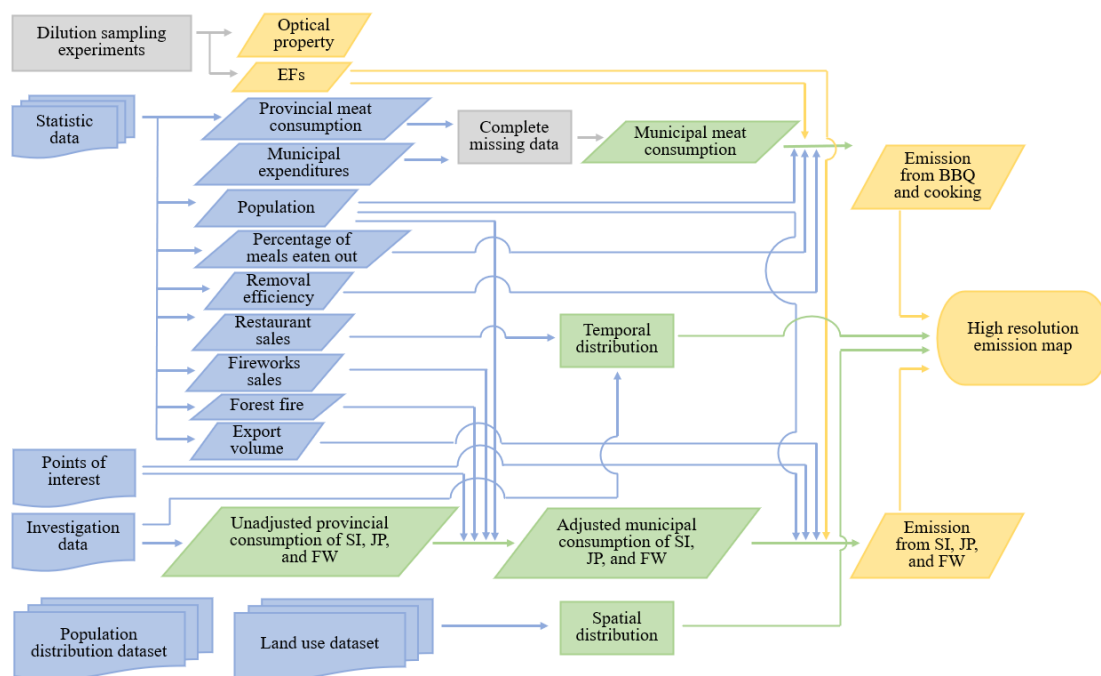 Dilution sampling
experiments
Optical
property
EFs
Statistic
data
Provincial meat
consumption
Municipal
expenditures
Complete
missing data
Municipal meat
consumption
Emission
from BBQ
and cooking
Population
Percentage of
meals eaten out
Removal
efficiency
Restaurant
sales
Temporal
distribution
High resolution
emission map
Fireworks
sales
Forest fire
Export
volume
Points of
interest
Investigation
data
Unadjusted provincial
consumption of SI, JP,
and FW
Adjusted municipal
consumption of SI,
JP, and FW
Emission
from SI, JP,
and FW
Population
distribution dataset
Land use dataset
Spatial
distribution